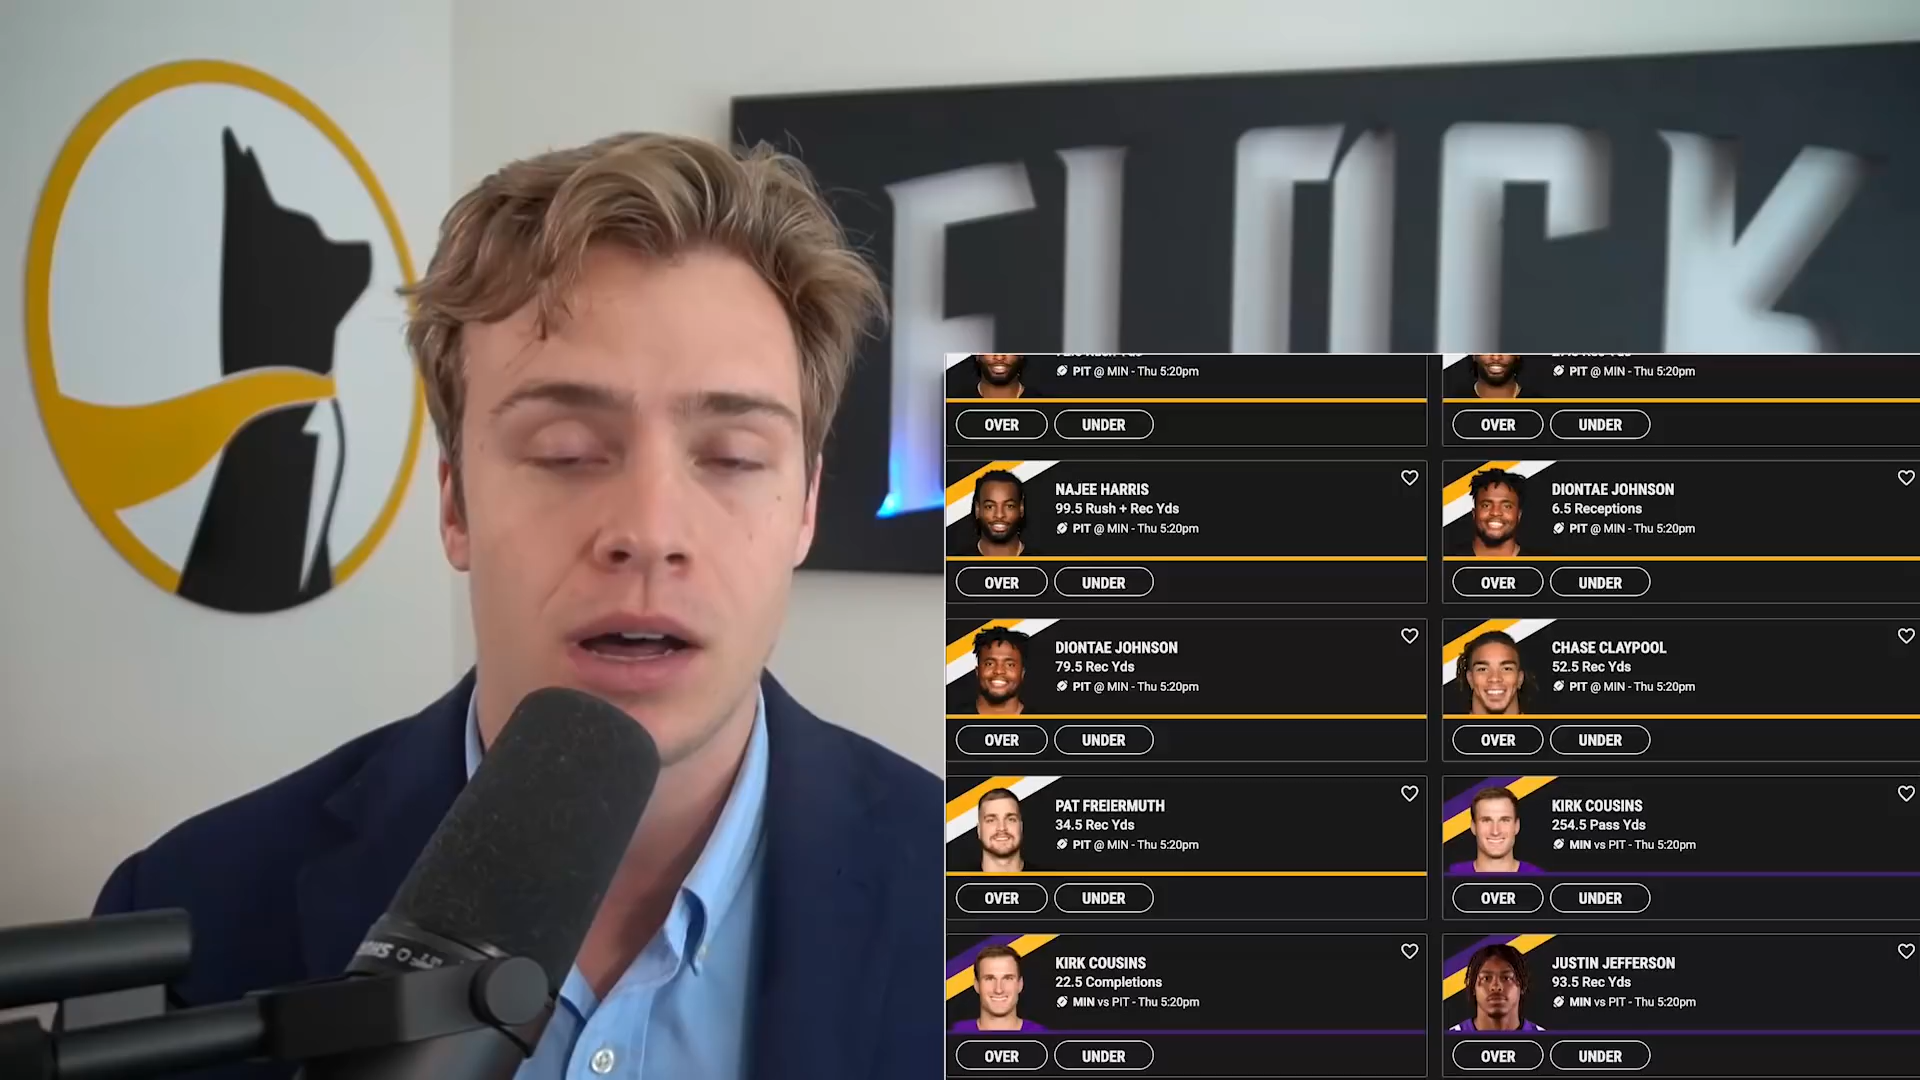 FLOCK
PIT @ MIN - Thu 5:20pm
PIT @ MIN - Thu 5:20pm
OVER UNDER
OVER UNDER
NAJEE HARRIS
99.5 Rush + Rec Yds
PIT @ MIN - Thu 5:20pm
OVER UNDER
DIONTAE JOHNSON
6.5 Receptions
PIT @ MIN - Thu 5:20pm
OVER UNDER
DIONTAE JOHNSON
79.5 Rec Yds
PIT @ MIN - Thu 5:20pm
OVER UNDER
CHASE CLAYPOOL
52.5 Rec Yds
PIT @ MIN - Thu 5:20pm
OVER UNDER
PAT FREIERMUTH
34.5 Rec Yds
PIT @ MIN - Thu 5:20pm
OVER UNDER
KIRK COUSINS
254.5 Pass Yds
MIN vs PIT - Thu 5:20pm
OVER UNDER
KIRK COUSINS
22.5 Completions
MIN vs PIT - Thu 5:20pm
OVER UNDER
JUSTIN JEFFERSON
93.5 Rec Yds
MIN vs PIT - Thu 5:20pm
OVER UNDER